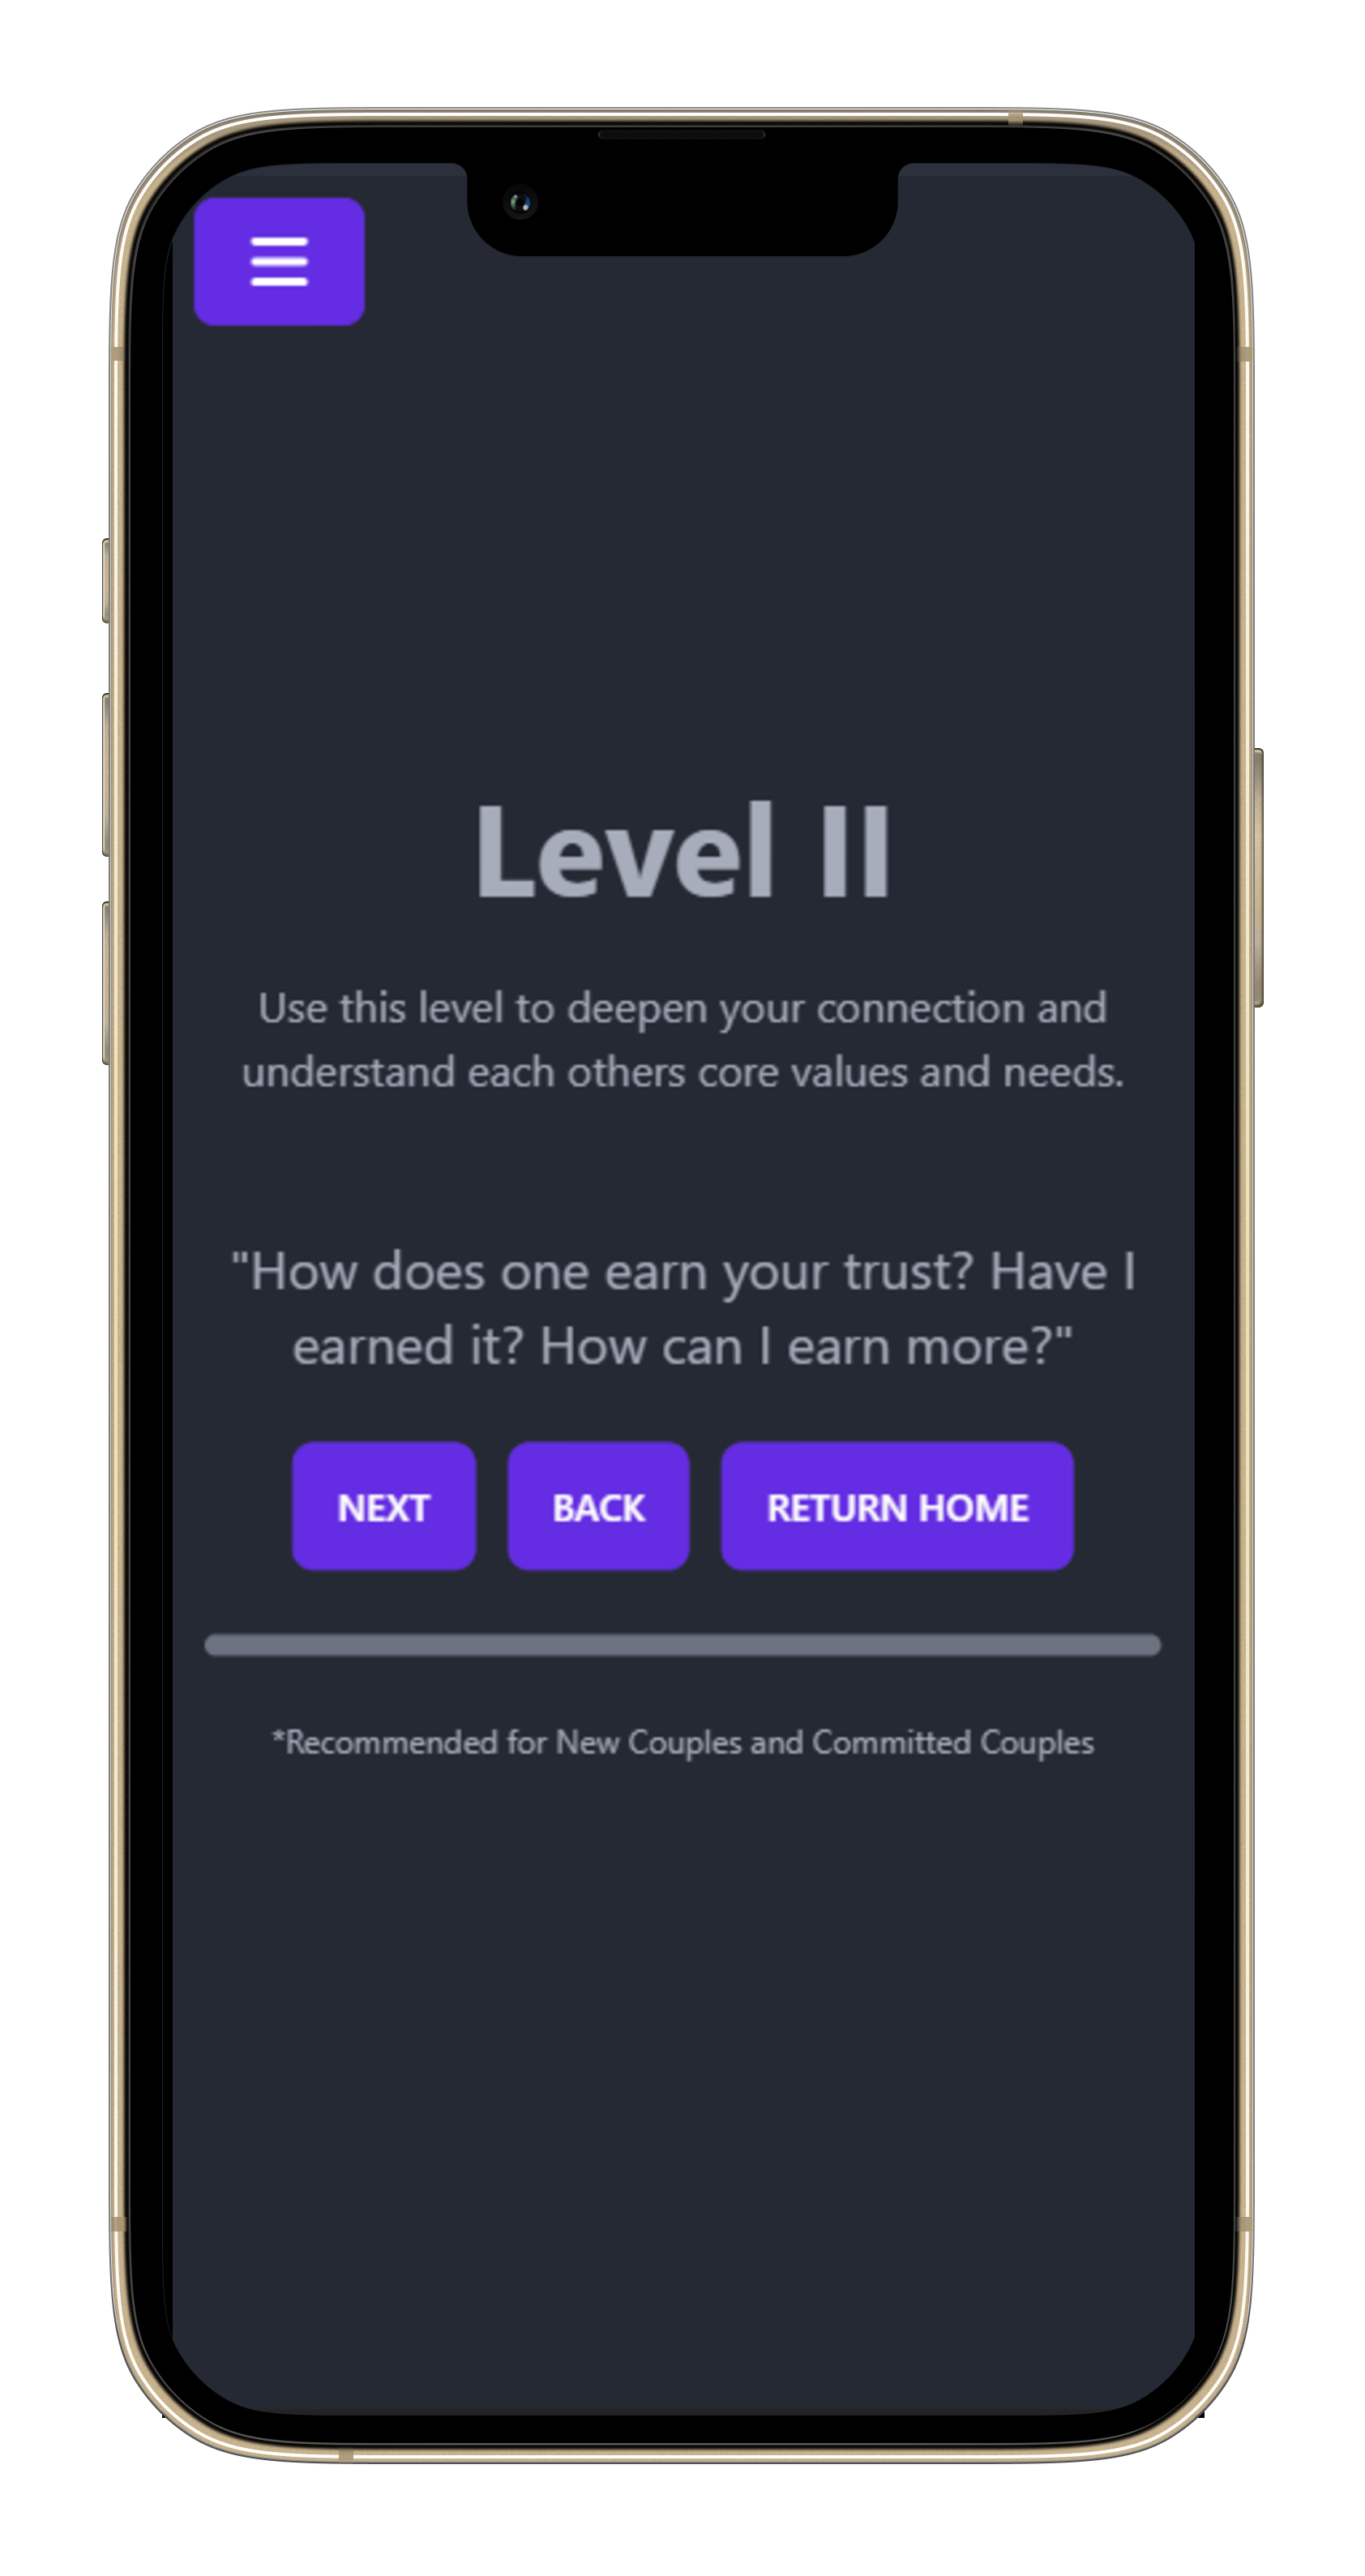 Level II
Use this level to deepen your connection and
understand each others core values and needs.
"How does one earn your trust? Have I
earned it? How can I earn more?"
NEXT BACK RETURN HOME
*Recommended for New Couples and Committed Couples